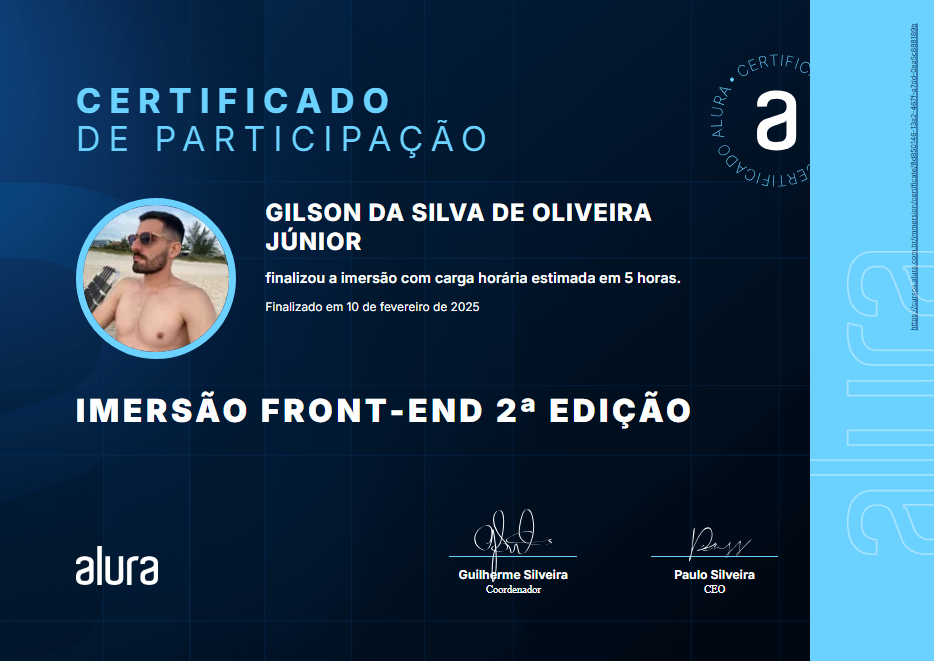 CERTIFICADO
DE PARTICIPAÇÃO
CERTIFICADO ALURA • CERTIFIC
a
GILSON DA SILVA DE OLIVEIRA
JÚNIOR
finalizou a imersão com carga horária estimada em 5 horas.
Finalizado em 10 de fevereiro de 2025
IMERSÃO FRONT-END 2ª EDIÇÃO
alura
Guilherme Silveira
Coordenador
Paulo Silveira
CEO
alura